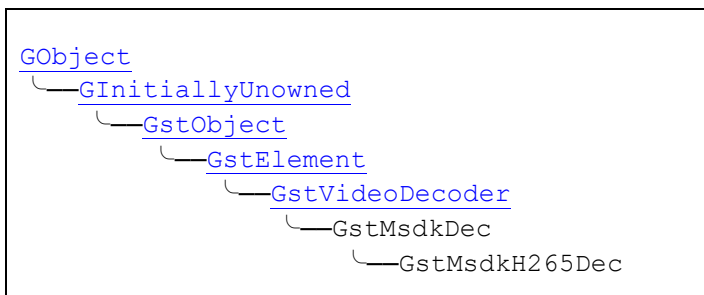 GObject
╰──GInitiallyUnowned
╰──GstObject
╰──GstElement
╰──GstVideoDecoder
╰──GstMsdkDec
╰──GstMsdkH265Dec